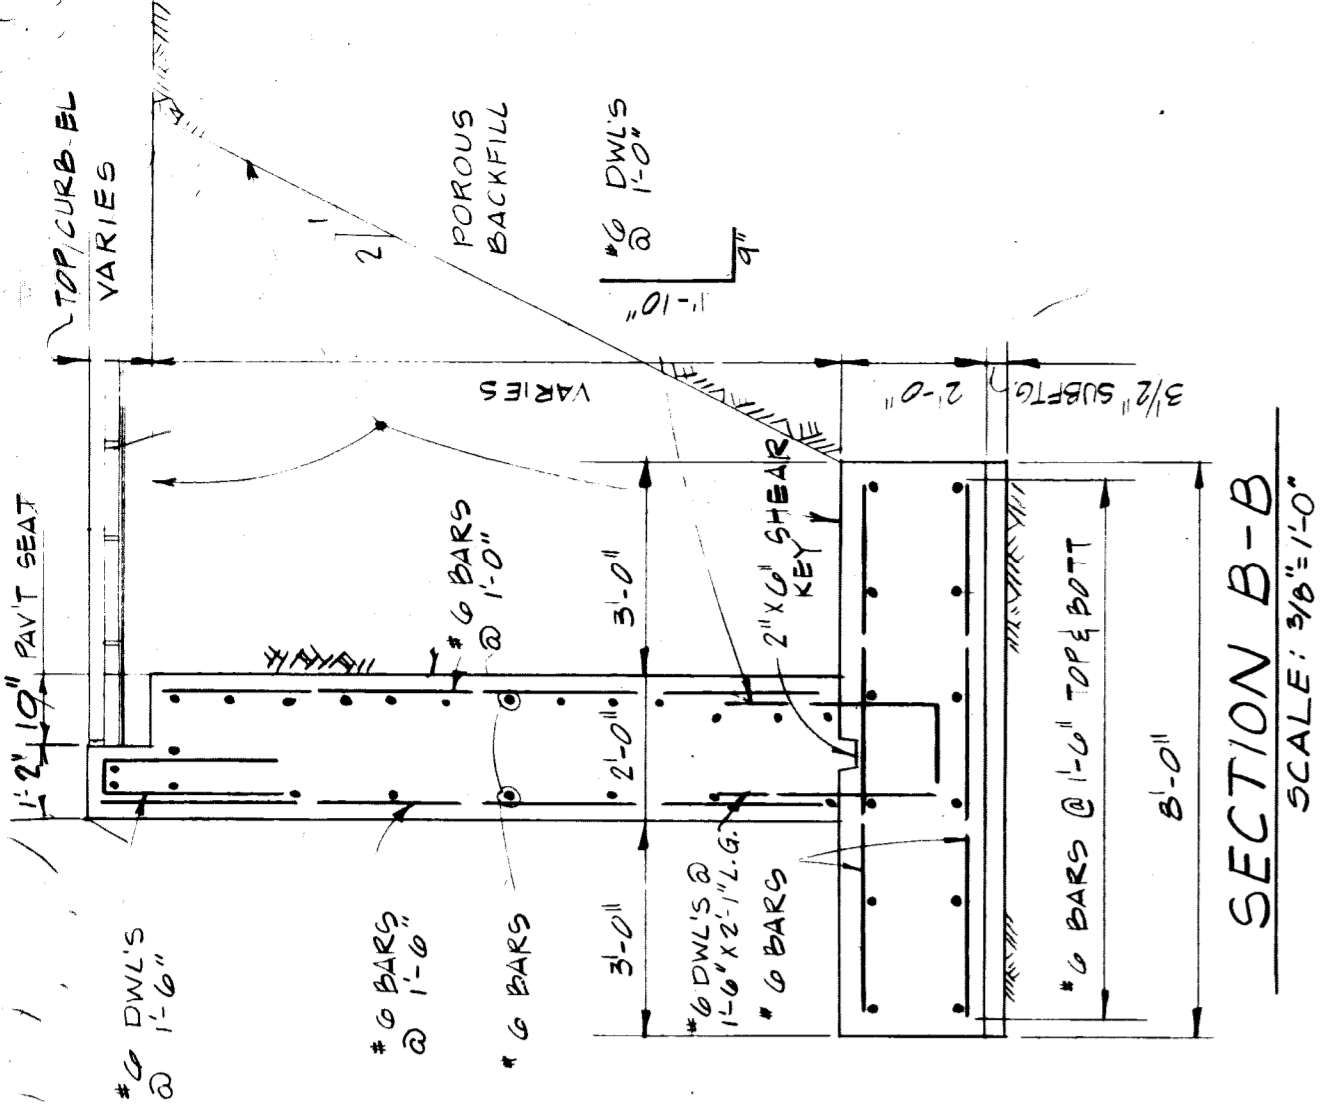 TOP/CURB-EL
VARIES
1'-2" 10" PAV'T SEAT
1
2
POROUS
BACKFILL
#6 DWL'S
@ 1'-0"
1'-10"
9"
VARIES
#6 BARS
@ 1'-0"
#6 DWL'S
@ 1'-6"
#6 BARS
@ 1'-6"
#6 BARS
3'-0"
2'-0"
3'-0"
2"X6" SHEAR
KEY
#6 DWL'S @
1'-6" X 2'-1" L.G.
#6 BARS
2'-0"
3 1/2" SUBFTG.
#6 BARS @ 1'-6" TOP & BOTT
8'-0"
SECTION B-B
SCALE: 3/8"=1'-0"